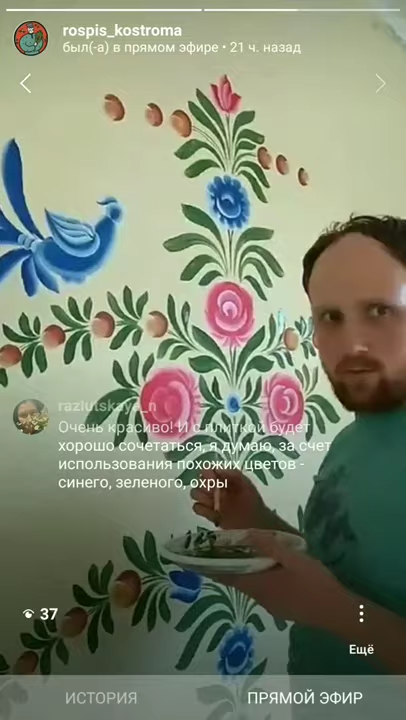 rospis_kostroma
был(-а) в прямом эфире • 21 ч. назад
razlutskaya_n
Очень красиво! И с плиткой будет
хорошо сочетаться, я думаю, за счет
использования похожих цветов -
синего, зеленого, охры
37
Ещё
ИСТОРИЯ ПРЯМОЙ ЭФИР